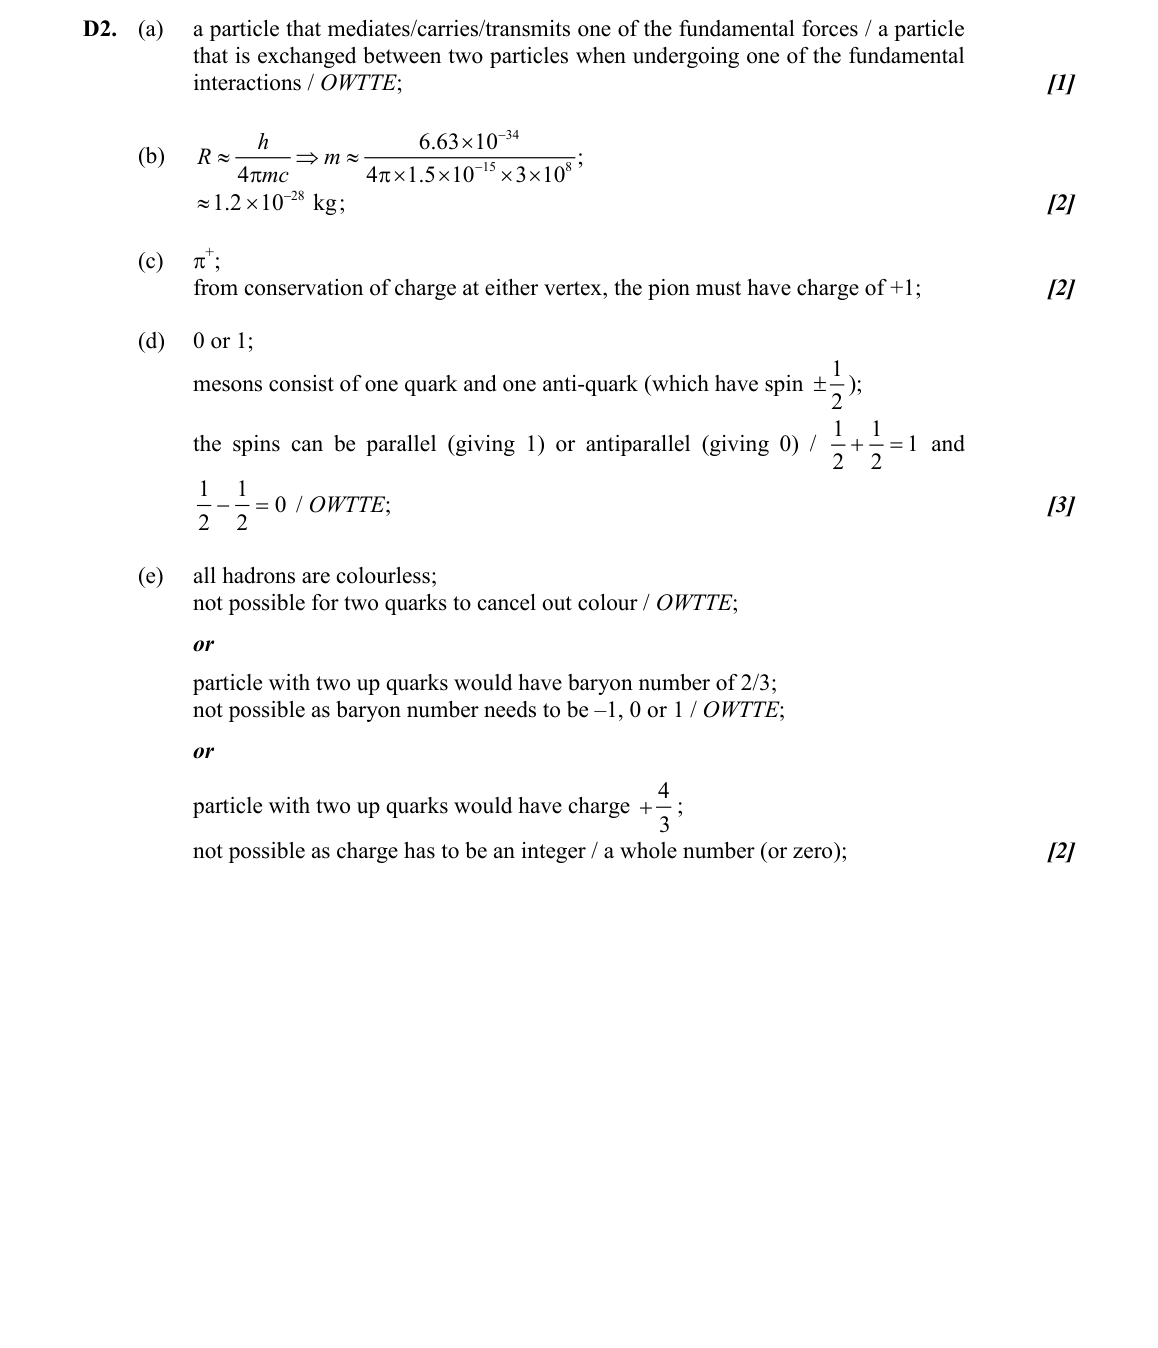 D2. (a) a particle that mediates/carries/transmits one of the fundamental forces / a particle
that is exchanged between two particles when undergoing one of the fundamental
interactions / OWTTE; [1]
(b) R ≈ h/4πmc ⇒ m ≈ 6.63×10⁻³⁴/4π×1.5×10⁻¹⁵×3×10⁸;
≈1.2×10⁻²⁸ kg; [2]
(c) π⁺;
from conservation of charge at either vertex, the pion must have charge of +1; [2]
(d) 0 or 1;
mesons consist of one quark and one anti-quark (which have spin ±1/2);
the spins can be parallel (giving 1) or antiparallel (giving 0) / 1/2+1/2=1 and
1/2−1/2=0 / OWTTE; [3]
(e) all hadrons are colourless;
not possible for two quarks to cancel out colour / OWTTE;
or
particle with two up quarks would have baryon number of 2/3;
not possible as baryon number needs to be –1, 0 or 1 / OWTTE;
or
particle with two up quarks would have charge +4/3;
not possible as charge has to be an integer / a whole number (or zero); [2]